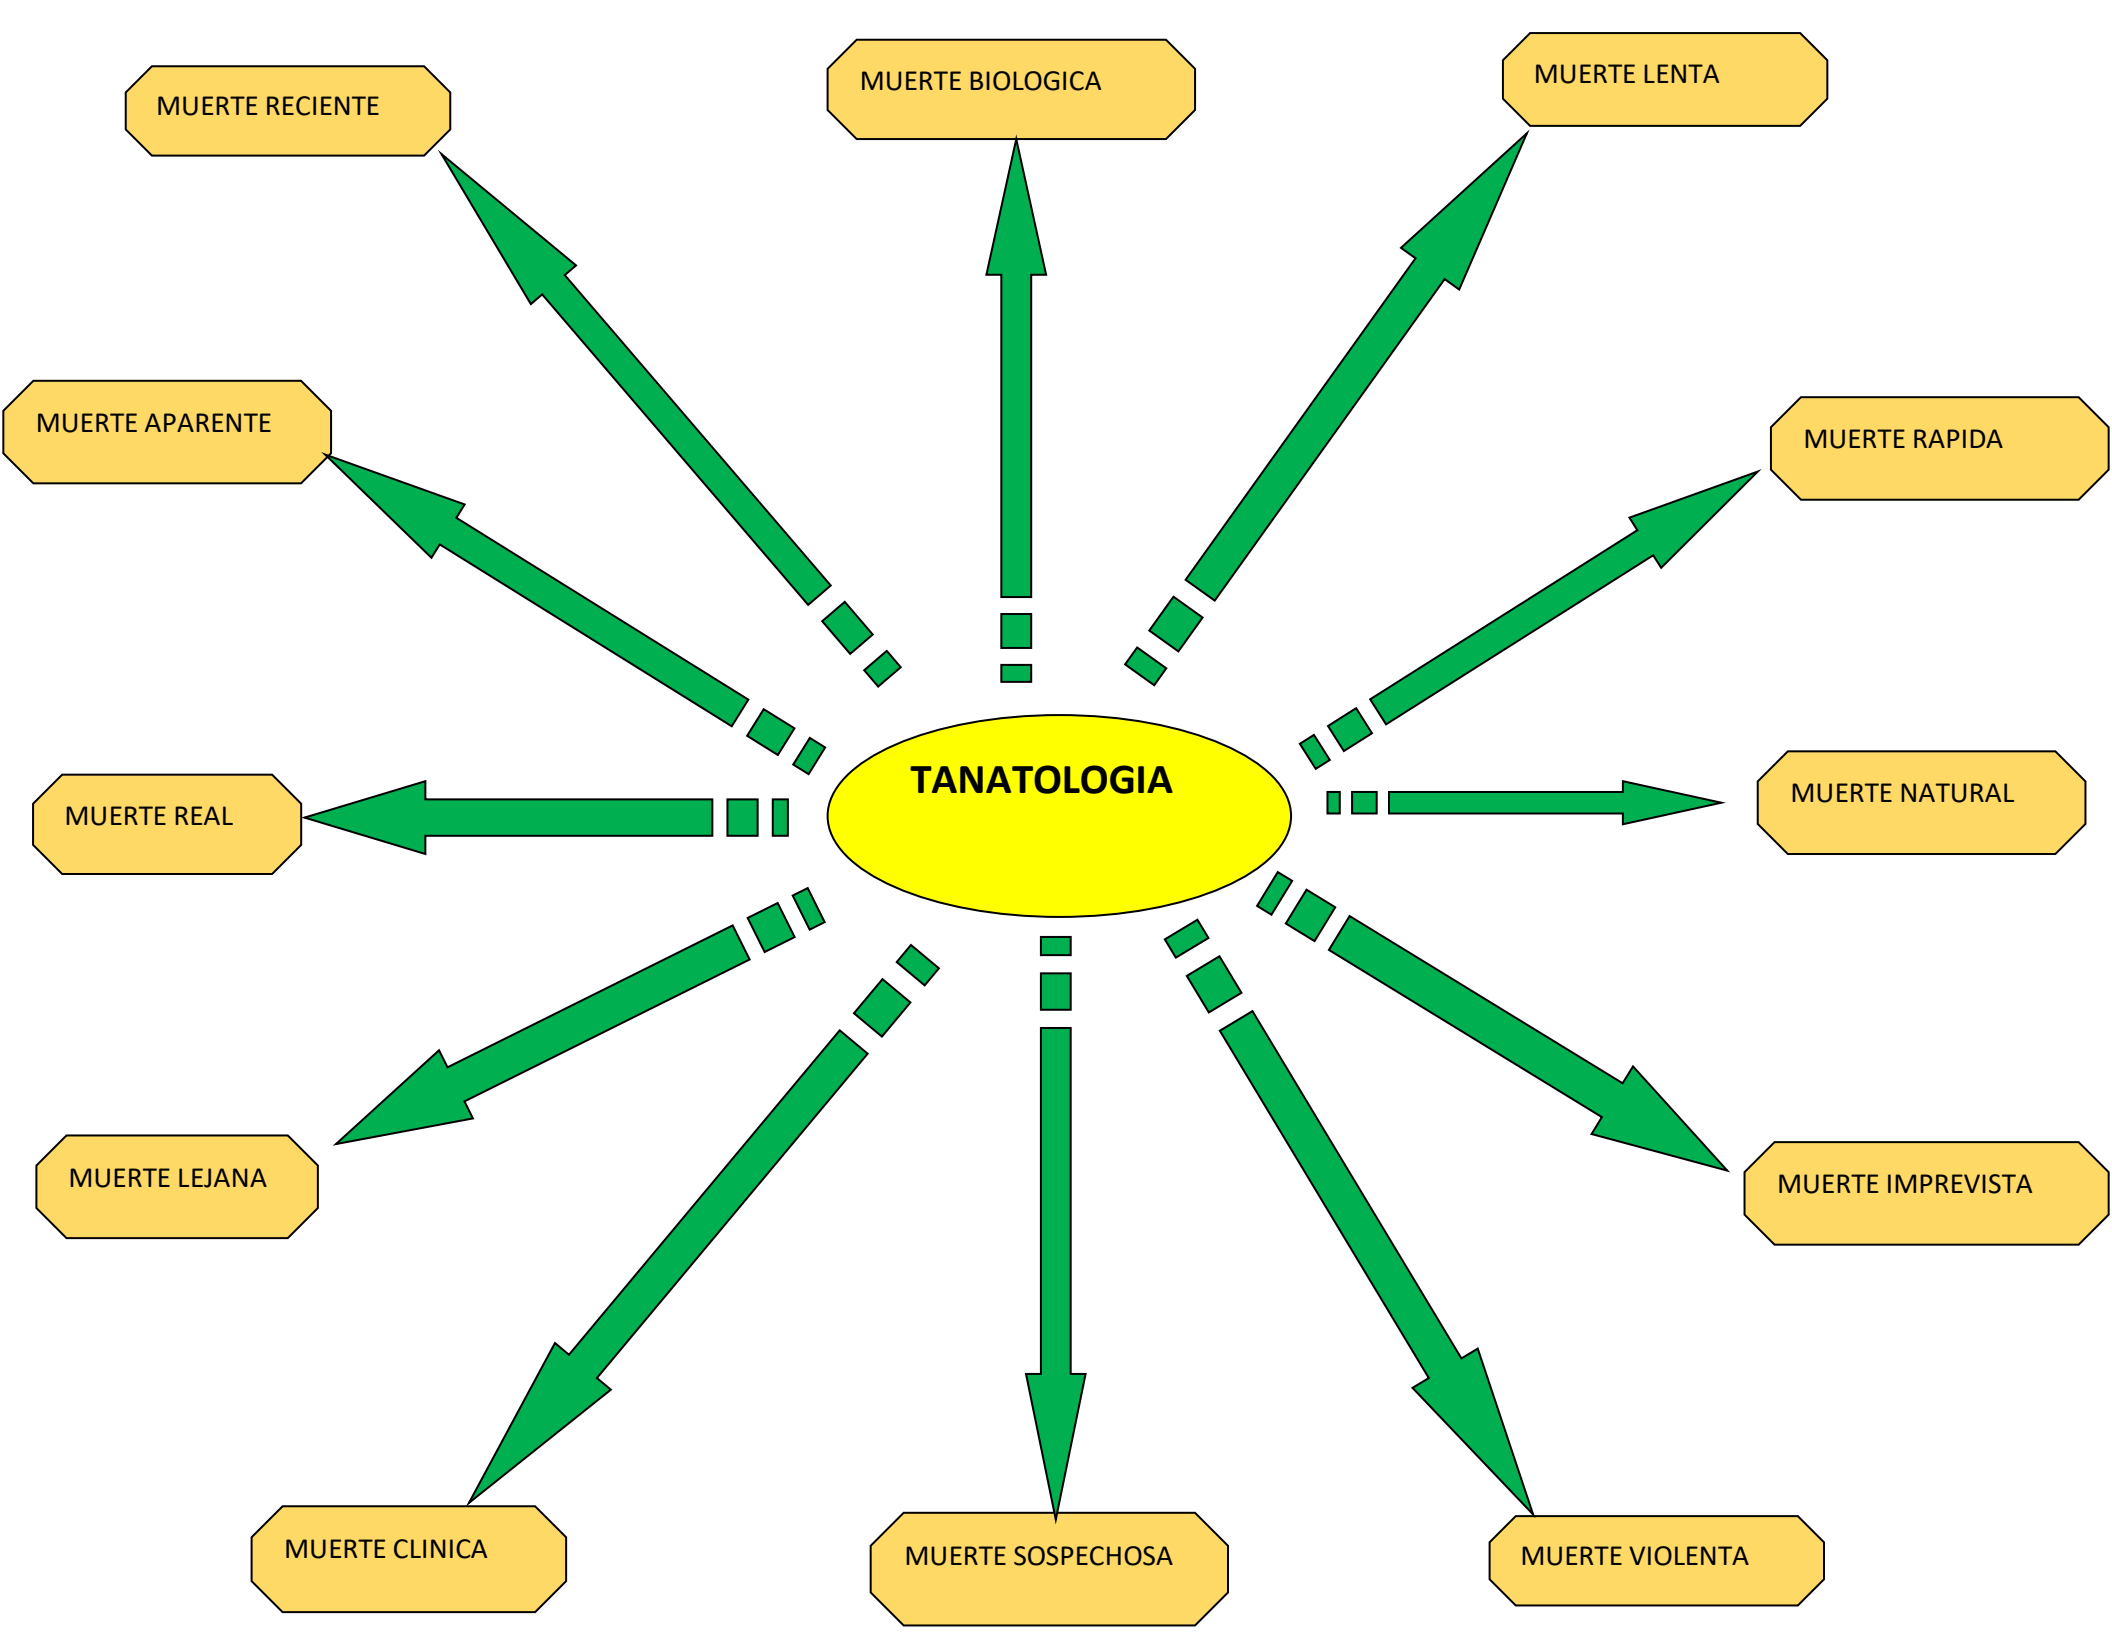 MUERTE RECIENTE
MUERTE BIOLOGICA
MUERTE LENTA
MUERTE APARENTE
MUERTE RAPIDA
TANATOLOGIA
MUERTE REAL
MUERTE NATURAL
MUERTE LEJANA
MUERTE IMPREVISTA
MUERTE CLINICA
MUERTE SOSPECHOSA
MUERTE VIOLENTA